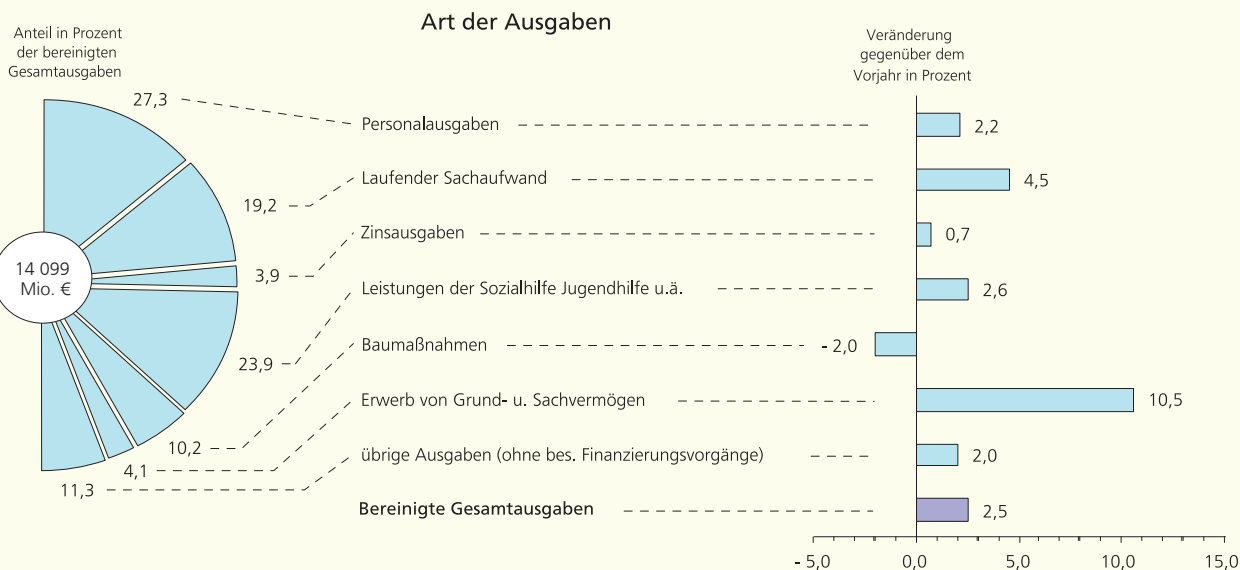 Art der Ausgaben
Anteil in Prozent
der bereinigten
Gesamtausgaben
Veränderung
gegenüber dem
Vorjahr in Prozent
27,3
Personalausgaben
2,2
19,2
Laufender Sachaufwand
4,5
3,9
Zinsausgaben
0,7
14 099
Mio. €
23,9
Leistungen der Sozialhilfe Jugendhilfe u.ä.
2,6
10,2
Baumaßnahmen
- 2,0
4,1
Erwerb von Grund- u. Sachvermögen
10,5
11,3
übrige Ausgaben (ohne bes. Finanzierungsvorgänge)
2,0
Bereinigte Gesamtausgaben
2,5
- 5,0 0,0 5,0 10,0 15,0